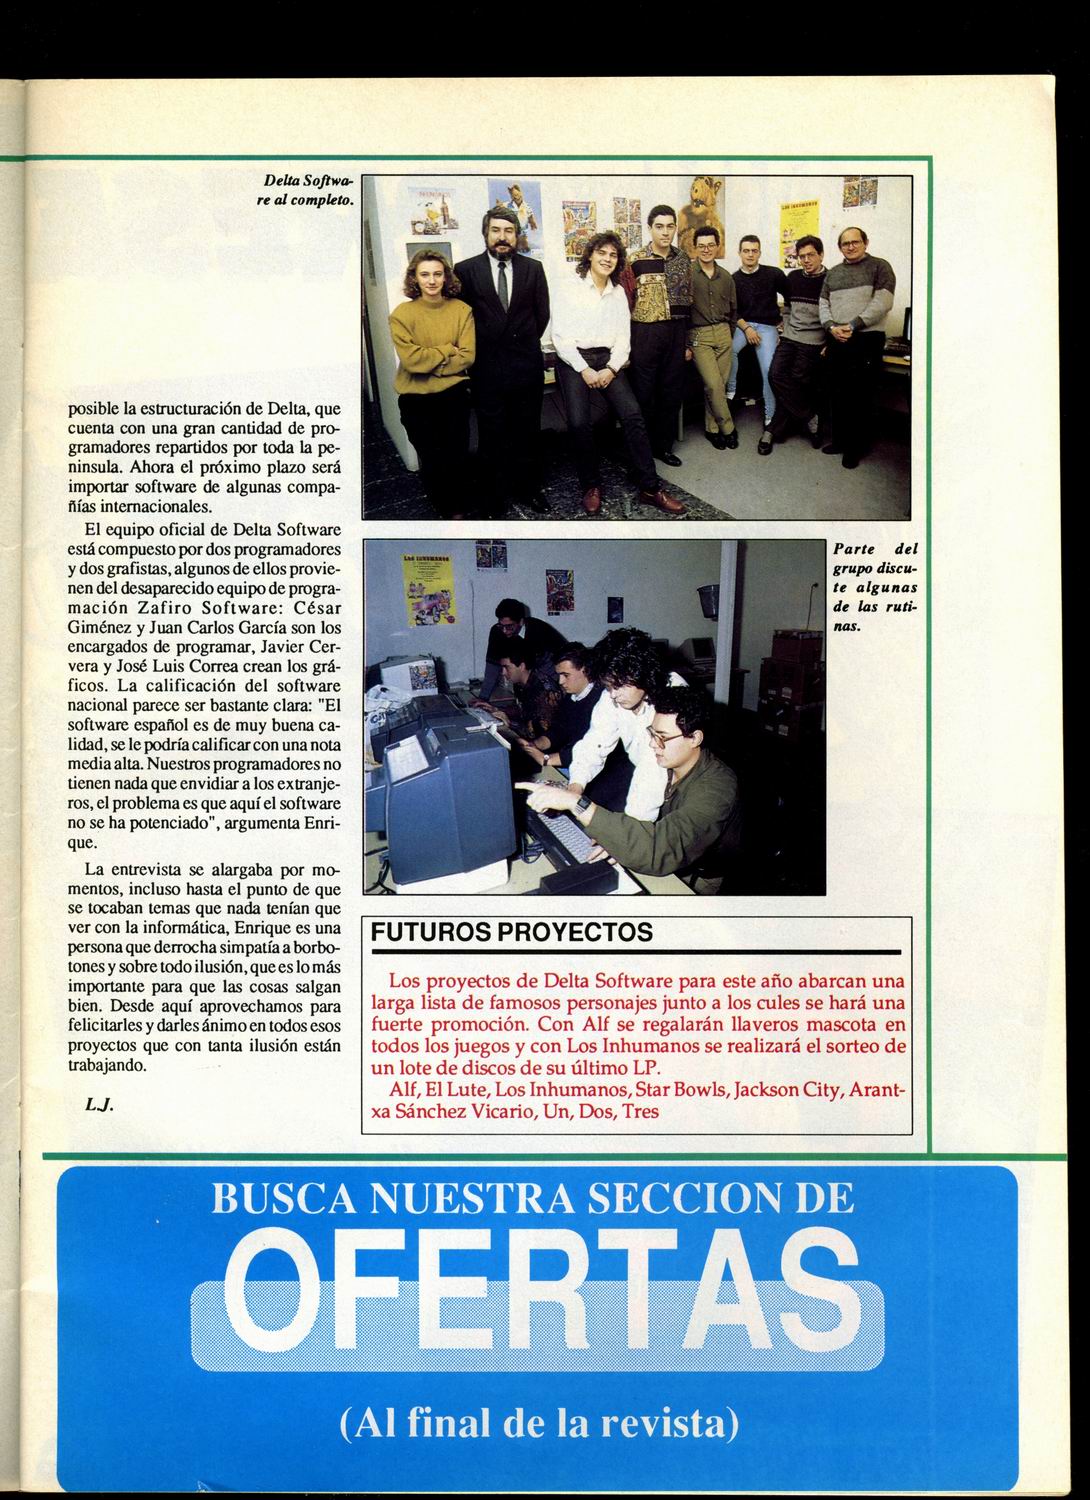 Delta Softwa-
re al completo.
posible la estructuración de Delta, que
cuenta con una gran cantidad de pro-
gramadores repartidos por toda la pe-
ninsula. Ahora el próximo plazo será
importar software de algunas compa-
ñías internacionales.
El equipo oficial de Delta Software
está compuesto por dos programadores
y dos grafistas, algunos de ellos provie-
nen del desaparecido equipo de progra-
mación Zafiro Software: César
Giménez y Juan Carlos García son los
encargados de programar, Javier Cer-
vera y José Luis Correa crean los grá-
ficos. La calificación del software
nacional parece ser bastante clara: "El
software español es de muy buena ca-
lidad, se le podría calificar con una nota
media alta. Nuestros programadores no
tienen nada que envidiar a los extranje-
ros, el problema es que aquí el software
no se ha potenciado", argumenta Enri-
que.
La entrevista se alargaba por mo-
mentos, incluso hasta el punto de que
se tocaban temas que nada tenían que
ver con la informática, Enrique es una
persona que derrocha simpatía a borbo-
tones y sobre todo ilusión, que es lo más
importante para que las cosas salgan
bien. Desde aquí aprovechamos para
felicitarles y darles ánimo en todos esos
proyectos que con tanta ilusión están
trabajando.
L.J.
LOS INHUMANOS
LOS INHUMANOS
Parte del
grupo discu-
te algunas
de las ruti-
nas.
FUTUROS PROYECTOS
Los proyectos de Delta Software para este año abarcan una
larga lista de famosos personajes junto a los cules se hará una
fuerte promoción. Con Alf se regalarán llaveros mascota en
todos los juegos y con Los Inhumanos se realizará el sorteo de
un lote de discos de su último LP.
Alf, El Lute, Los Inhumanos, Star Bowls, Jackson City, Arant-
xa Sánchez Vicario, Un, Dos, Tres
BUSCA NUESTRA SECCION DE
OFERTAS
(Al final de la revista)